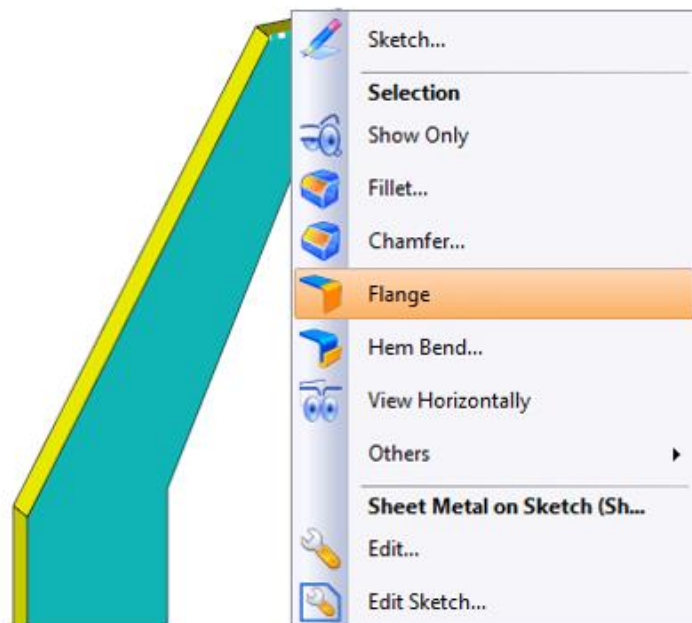 Sketch...
Selection
Show Only
Fillet...
Chamfer...
Flange
Hem Bend...
View Horizontally
Others
Sheet Metal on Sketch (Sh...
Edit...
Edit Sketch...